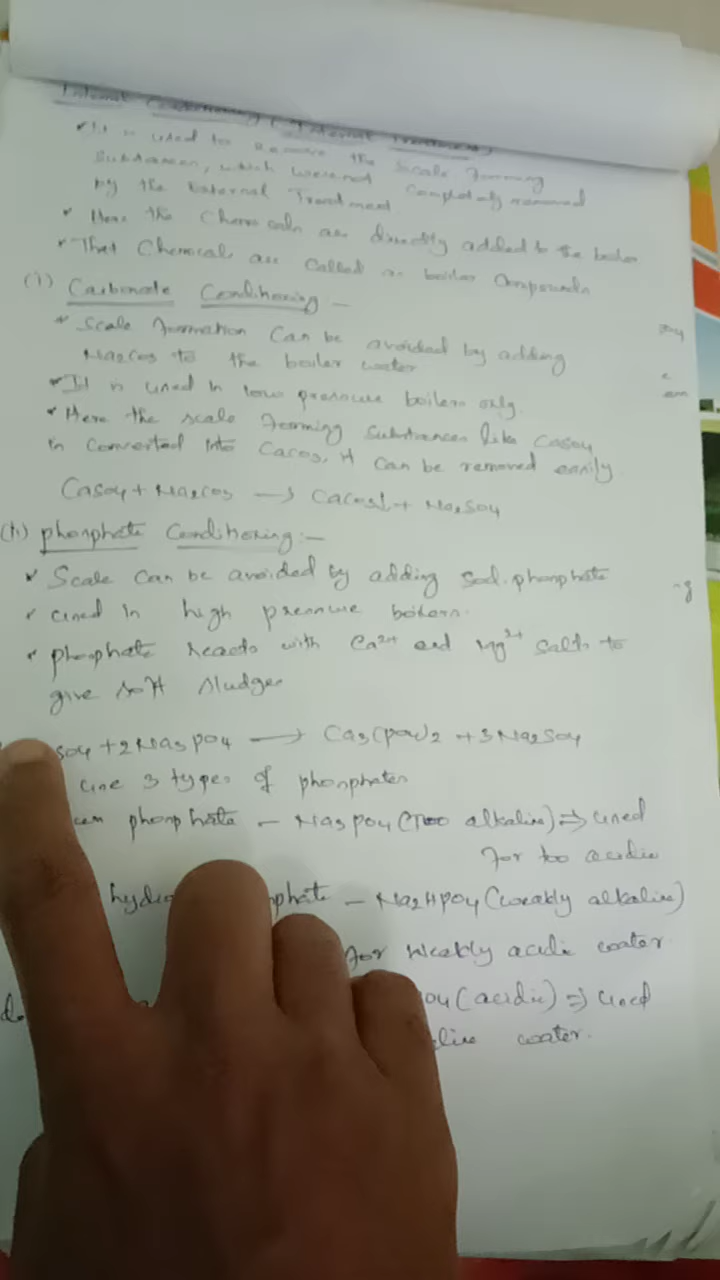 Internal Conditioning (Internal Treatment)
• It is used to remove the scale forming
Substances, which were not completely removed
by the External Treatment
• Here the Chemicals are directly added to the boiler
• That Chemicals are called as boiler Compounds
(i) Carbonate Conditioning :-
* Scale formation can be avoided by adding
Na2CO3 to the boiler water
* It is used in low pressure boilers only
* Here the scale forming Substances like CaSO4
is converted into CaCO3, it can be removed easily
CaSO4 + Na2CO3 → CaCO3↓ + Na2SO4
(ii) phosphate Conditioning :-
* Scale can be avoided by adding Sod. phosphate
* used in high pressure boilers.
* phosphate reacts with Ca2+ and Mg2+ salts to
give soft sludges
SO4 + 2Na3PO4 → Ca3(PO4)2 + 3Na2SO4
use 3 types of phosphates
phosphate - Na3PO4 (Too alkaline) ⇒ used
for too acidic
hyd phate - Na2HPO4 (weakly alkaline)
for weakly acidic water
PO4 (acidic) ⇒ used
line water.